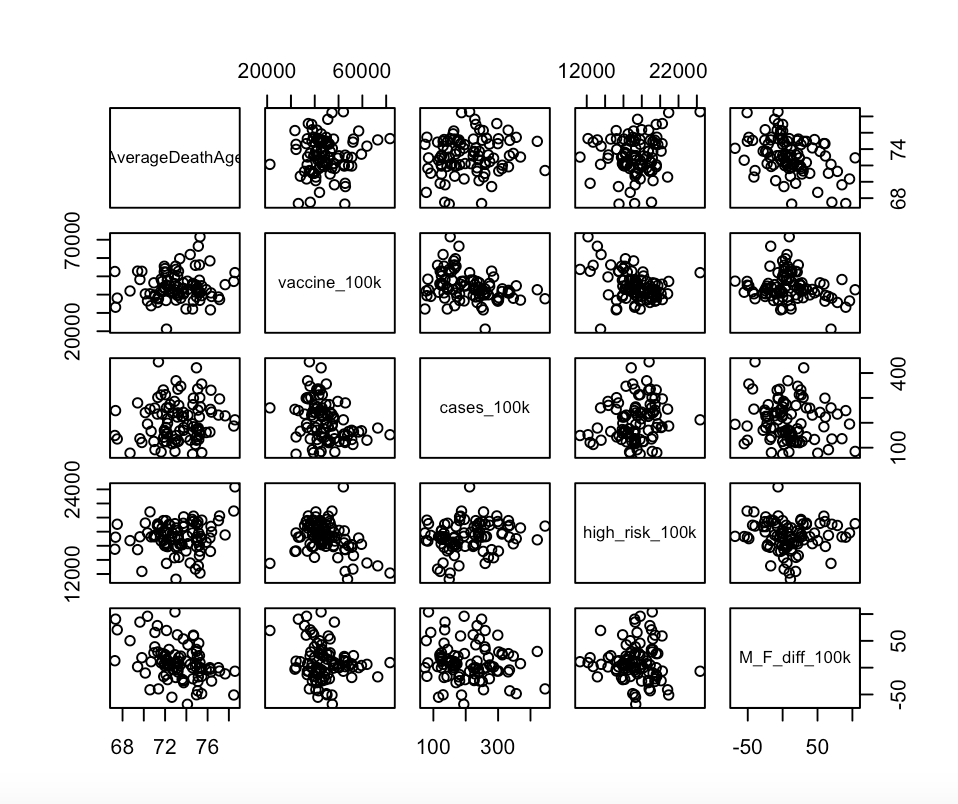 20000 60000 12000 22000
AverageDeathAge 68 74
20000 70000 vaccine_100k
cases_100k 100 400
12000 24000 high_risk_100k
M_F_diff_100k -50 50
68 72 76 100 300 -50 50